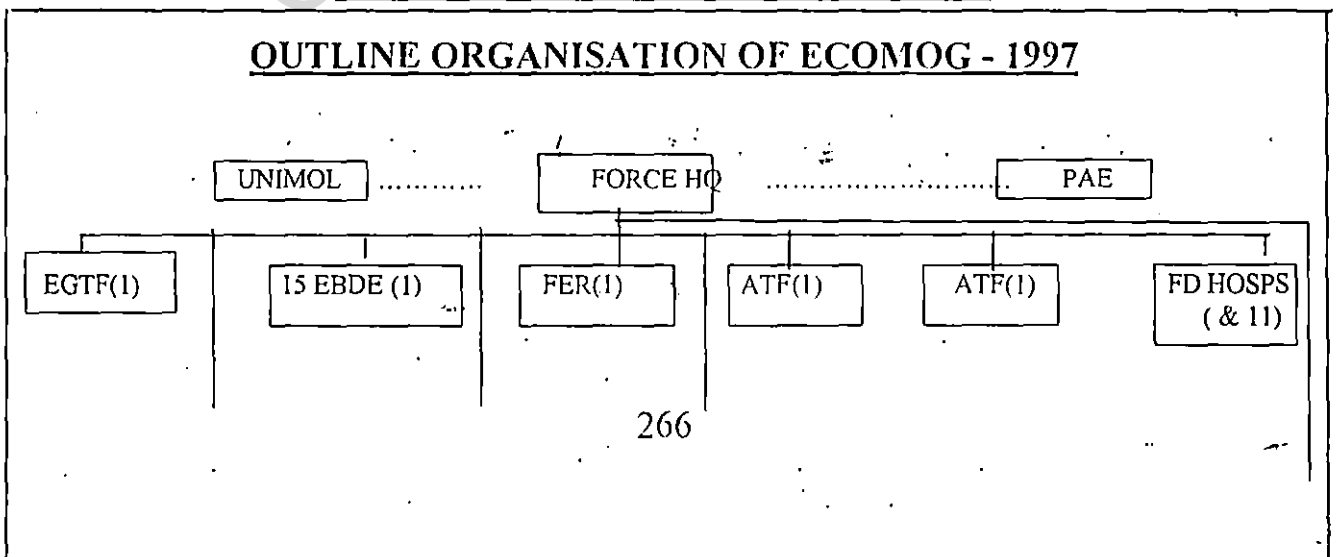 OUTLINE ORGANISATION OF ECOMOG - 1997
UNIMOL ............ FORCE HQ ............................ PAE
EGTF(1) 15 EBDE (1) FER(1) ATF(1) ATF(1) FD HOSPS
( & 11)
266